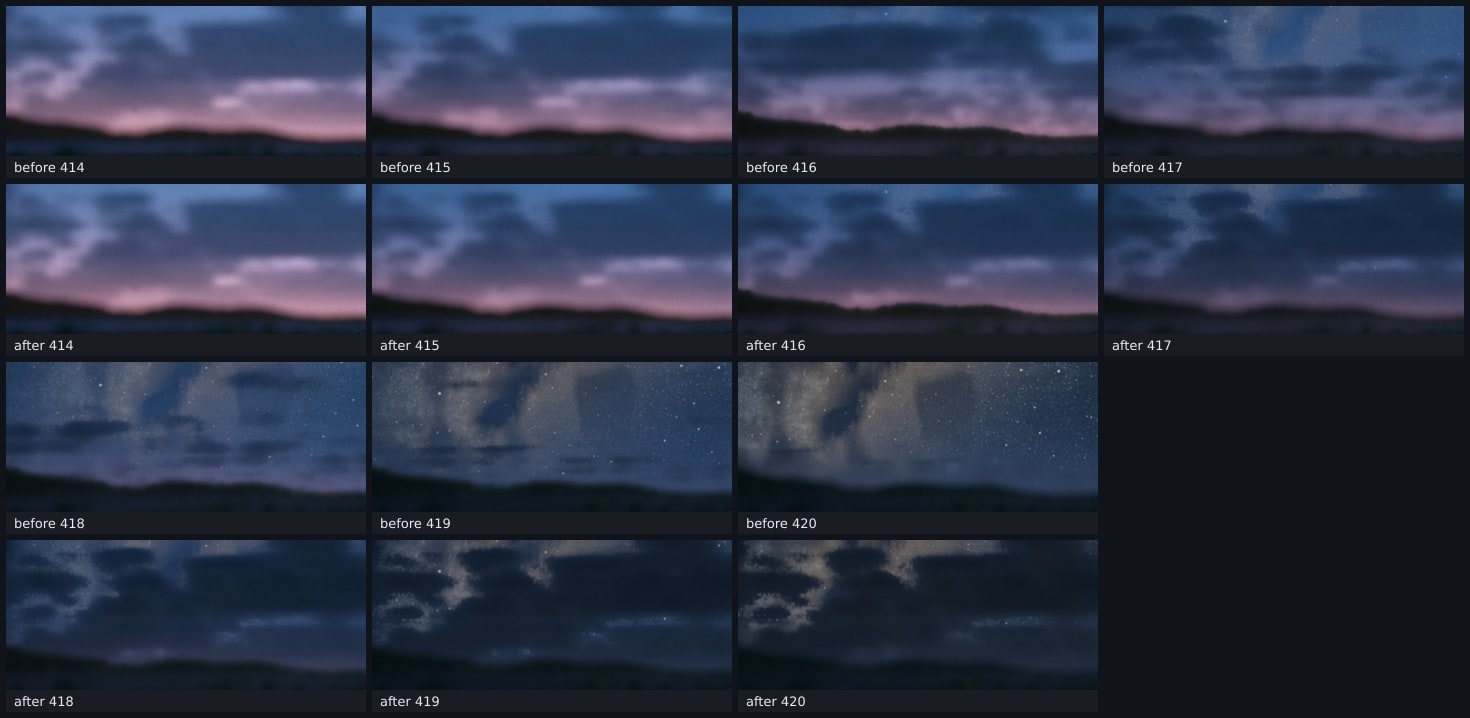 before 414
before 415
before 416
before 417
after 414
after 415
after 416
after 417
before 418
before 419
before 420
after 418
after 419
after 420